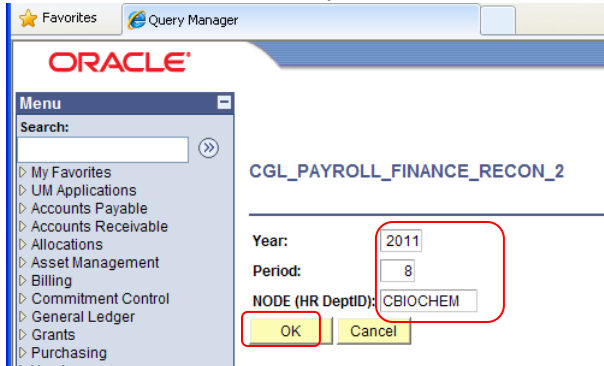 Favorites
Query Manager
ORACLE'
Menu
Search:
My Favorites
UM Applications
Accounts Payable
Accounts Receivable
Allocations
Asset Management
Billing
Commitment Control
General Ledger
Grants
Purchasing
CGL_PAYROLL_FINANCE_RECON_2
Year: 2011
Period: 8
NODE (HR DeptID): CBIOCHEM
OK Cancel